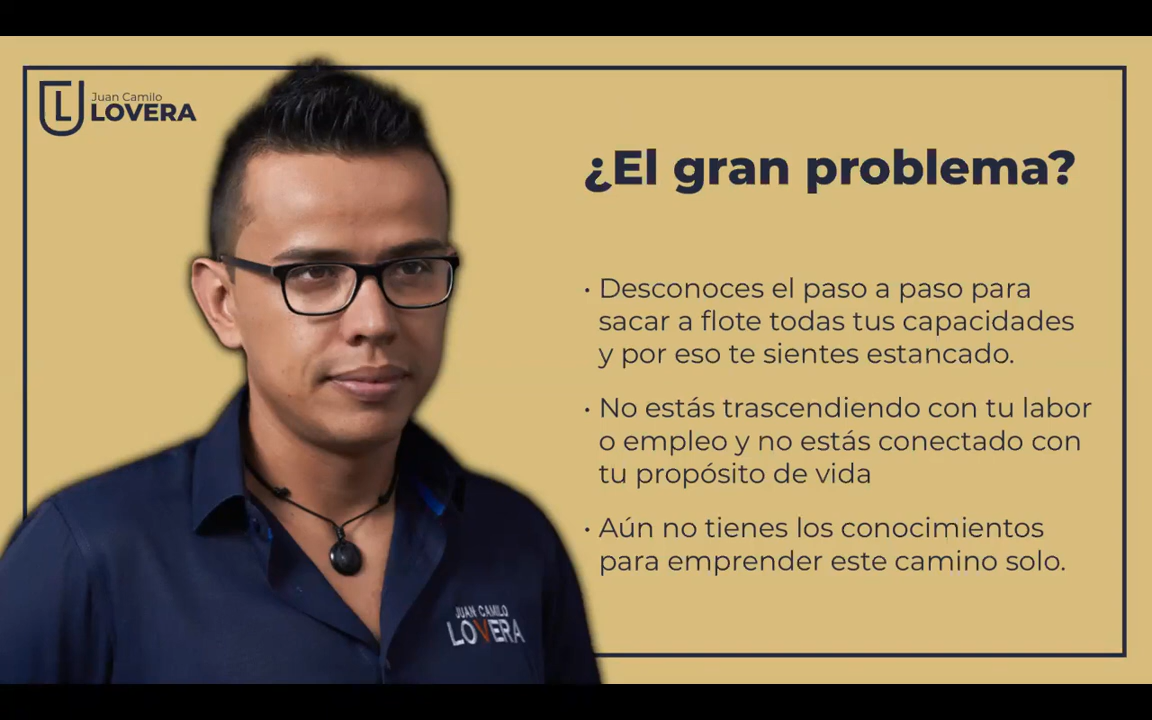 Juan Camilo
LOVERA
¿El gran problema?
• Desconoces el paso a paso para
sacar a flote todas tus capacidades
y por eso te sientes estancado.
• No estás trascendiendo con tu labor
o empleo y no estás conectado con
tu propósito de vida
• Aún no tienes los conocimientos
para emprender este camino solo.
JUAN CAMILO
LOVERA